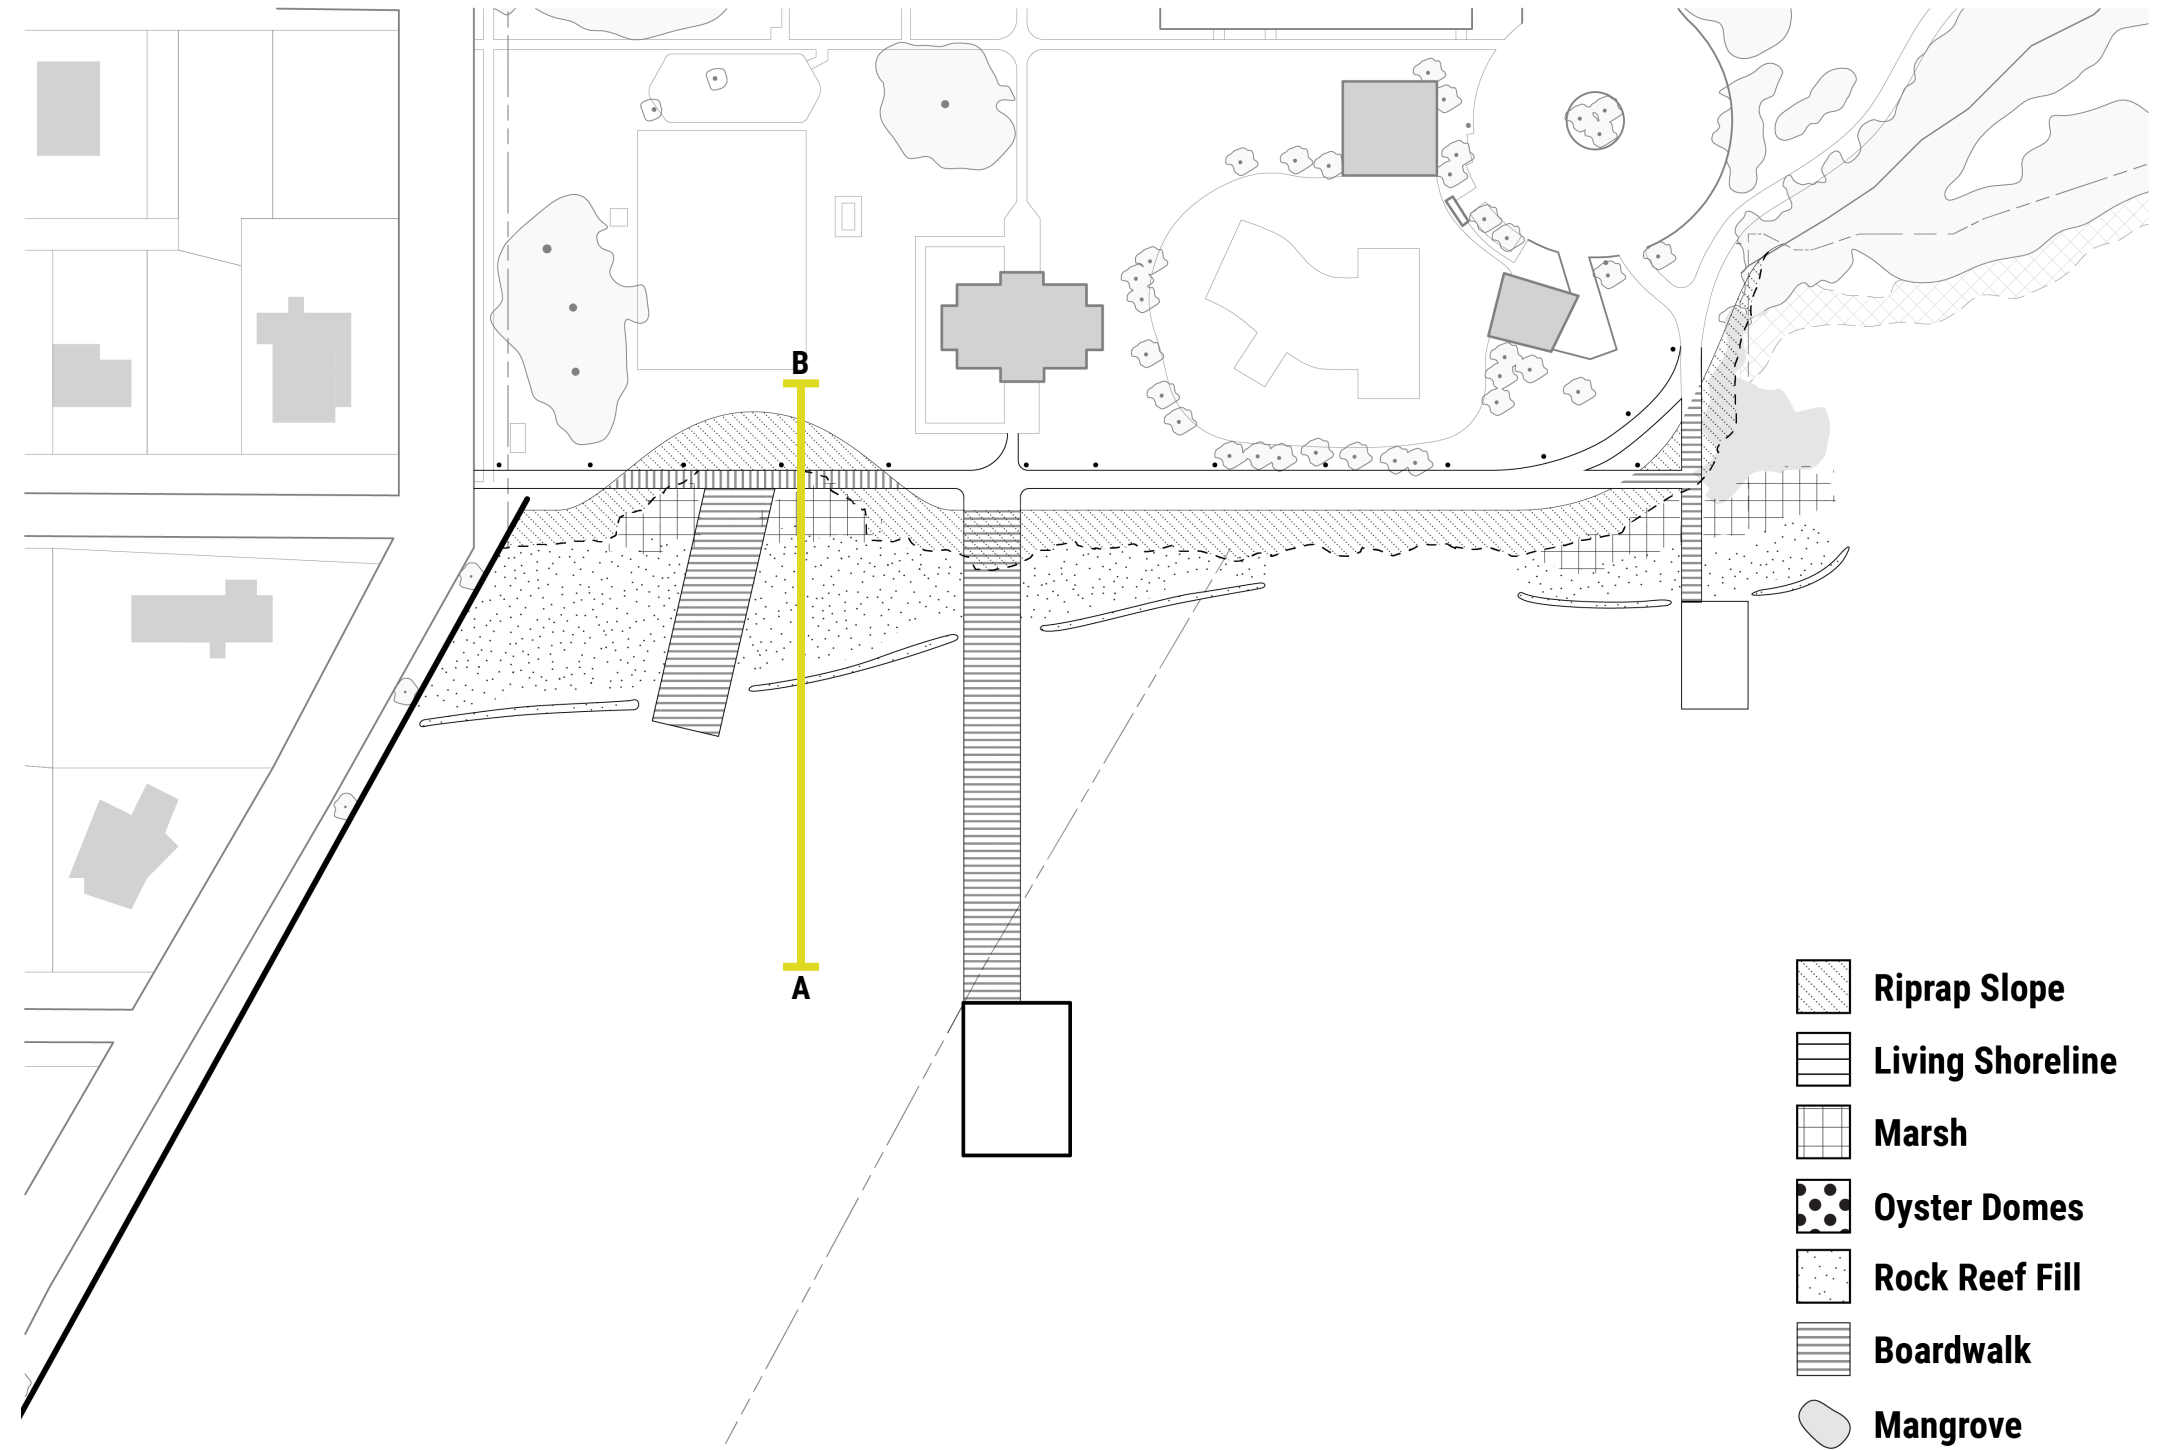 B
A
Riprap Slope
Living Shoreline
Marsh
Oyster Domes
Rock Reef Fill
Boardwalk
Mangrove